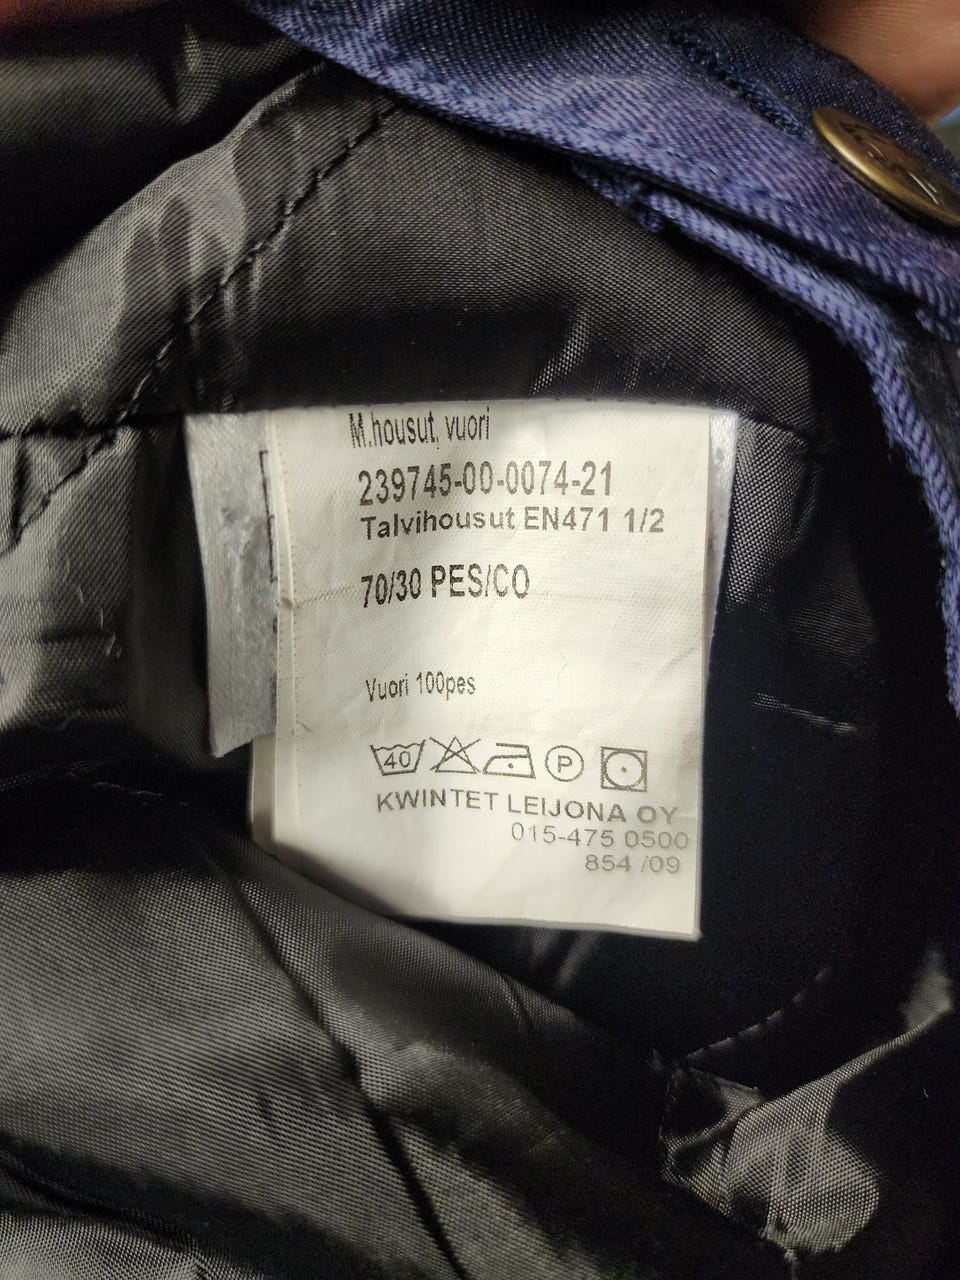 M.housut, vuori
239745-00-0074-21
Talvihousut EN471 1/2
70/30 PES/CO
Vuori 100pes
40 P
KWINTET LEIJONA OY
015-475 0500
854 /09